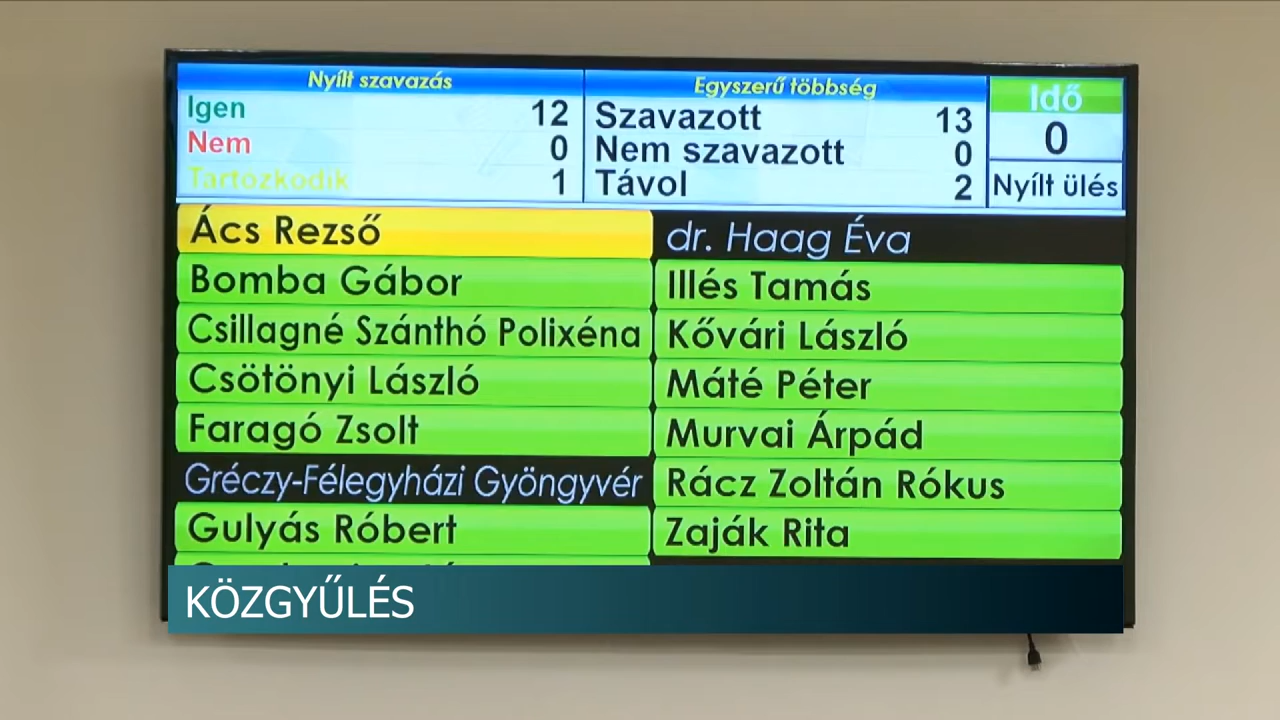 Nyílt szavazás
Igen 12
Nem 0
Tartózkodik 1
Egyszerű többség
Szavazott 13
Nem szavazott 0
Távol 2
Idő
0
Nyílt ülés
Ács Rezső
Bomba Gábor
Csillagné Szánthó Polixéna
Csötönyi László
Faragó Zsolt
Gréczy-Félegyházi Gyöngyvér
Gulyás Róbert
dr. Haag Éva
Illés Tamás
Kővári László
Máté Péter
Murvai Árpád
Rácz Zoltán Rókus
Zaják Rita
KÖZGYŰLÉS